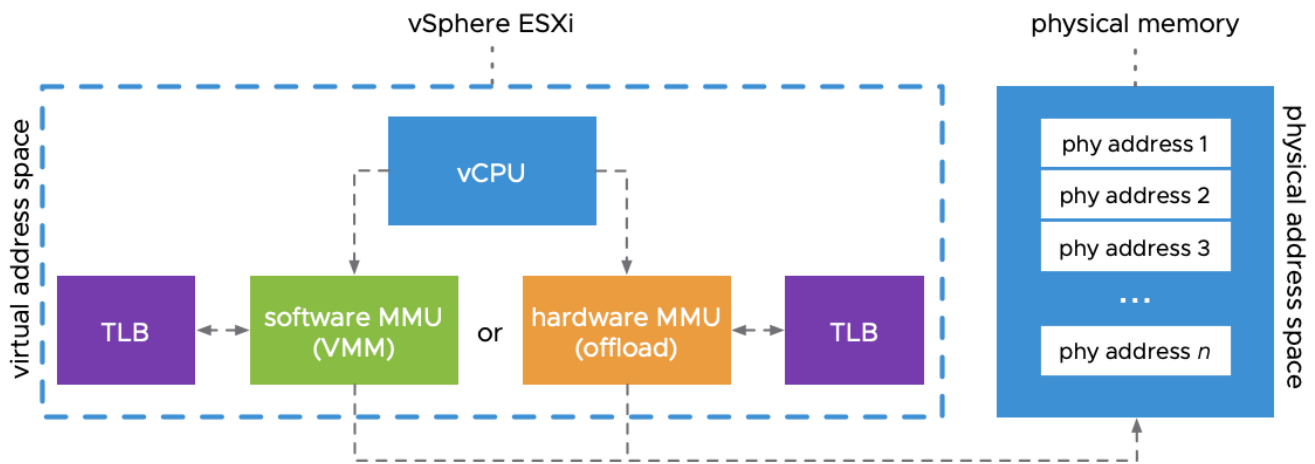 vSphere ESXi
physical memory
virtual address space
vCPU
TLB
software MMU
(VMM)
or
hardware MMU
(offload)
TLB
phy address 1
phy address 2
phy address 3
...
phy address n
physical address space